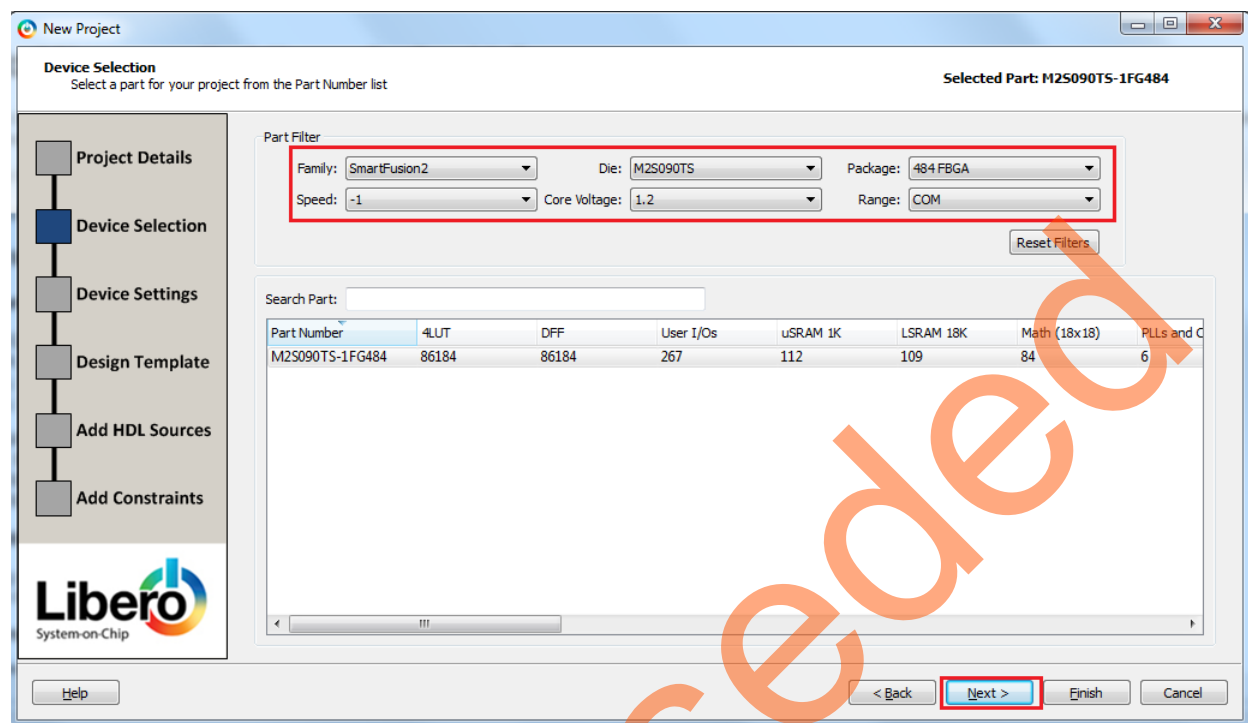 New Project
Device Selection
Select a part for your project from the Part Number list
Selected Part: M2S090TS-1FG484
Project Details
Device Selection
Device Settings
Design Template
Add HDL Sources
Add Constraints
Libero
System-on-Chip
Part Filter
Family: SmartFusion2 Die: M2S090TS Package: 484 FBGA
Speed: -1 Core Voltage: 1.2 Range: COM
Reset Filters
Search Part:
Part Number 4LUT DFF User I/Os uSRAM 1K LSRAM 18K Math (18x18) PLLs and C
M2S090TS-1FG484 86184 86184 267 112 109 84 6
Help < Back Next > Finish Cancel
ceded